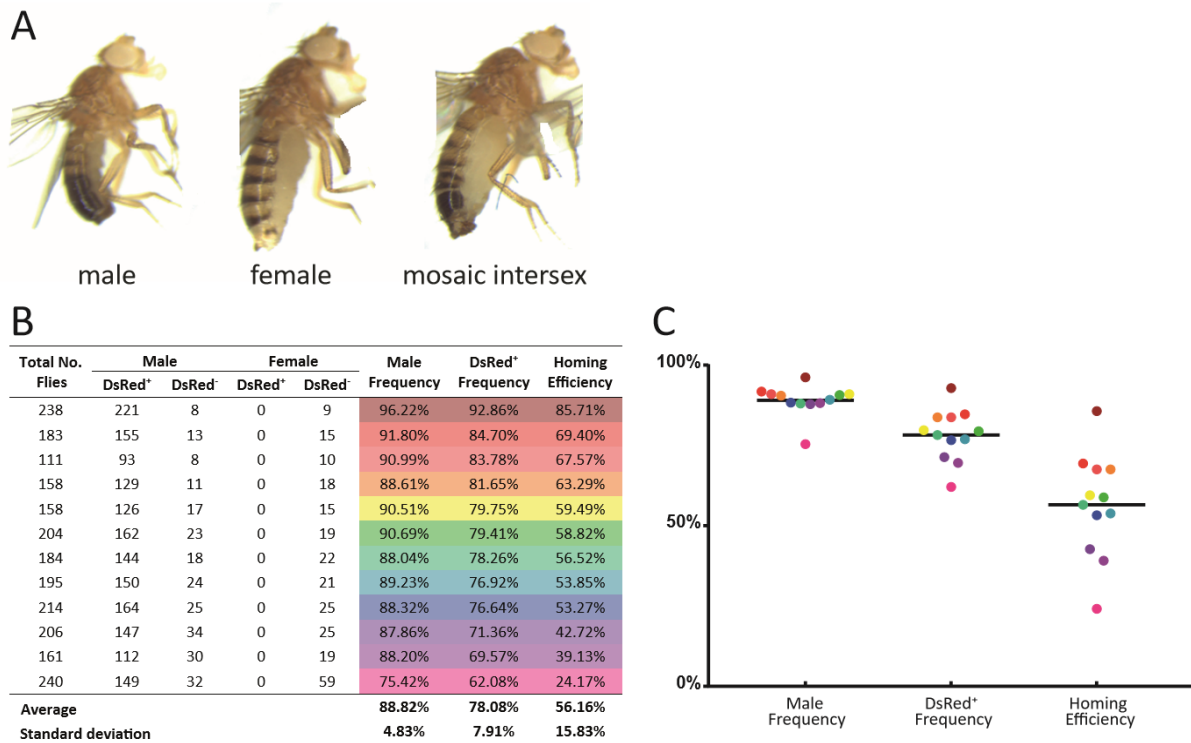 A
male female mosaic intersex
B
Total No. Flies Male Female Male Frequency DsRed⁺ Frequency Homing Efficiency
DsRed⁺ DsRed⁻ DsRed⁺ DsRed⁻
238 221 8 0 9 96.22% 92.86% 85.71%
183 155 13 0 15 91.80% 84.70% 69.40%
111 93 8 0 10 90.99% 83.78% 67.57%
158 129 11 0 18 88.61% 81.65% 63.29%
158 126 17 0 15 90.51% 79.75% 59.49%
204 162 23 0 19 90.69% 79.41% 58.82%
184 144 18 0 22 88.04% 78.26% 56.52%
195 150 24 0 21 89.23% 76.92% 53.85%
214 164 25 0 25 88.32% 76.64% 53.27%
206 147 34 0 25 87.86% 71.36% 42.72%
161 112 30 0 19 88.20% 69.57% 39.13%
240 149 32 0 59 75.42% 62.08% 24.17%
Average 88.82% 78.08% 56.16%
Standard deviation 4.83% 7.91% 15.83%
C
100%
50%
0%
Male Frequency
DsRed⁺ Frequency
Homing Efficiency